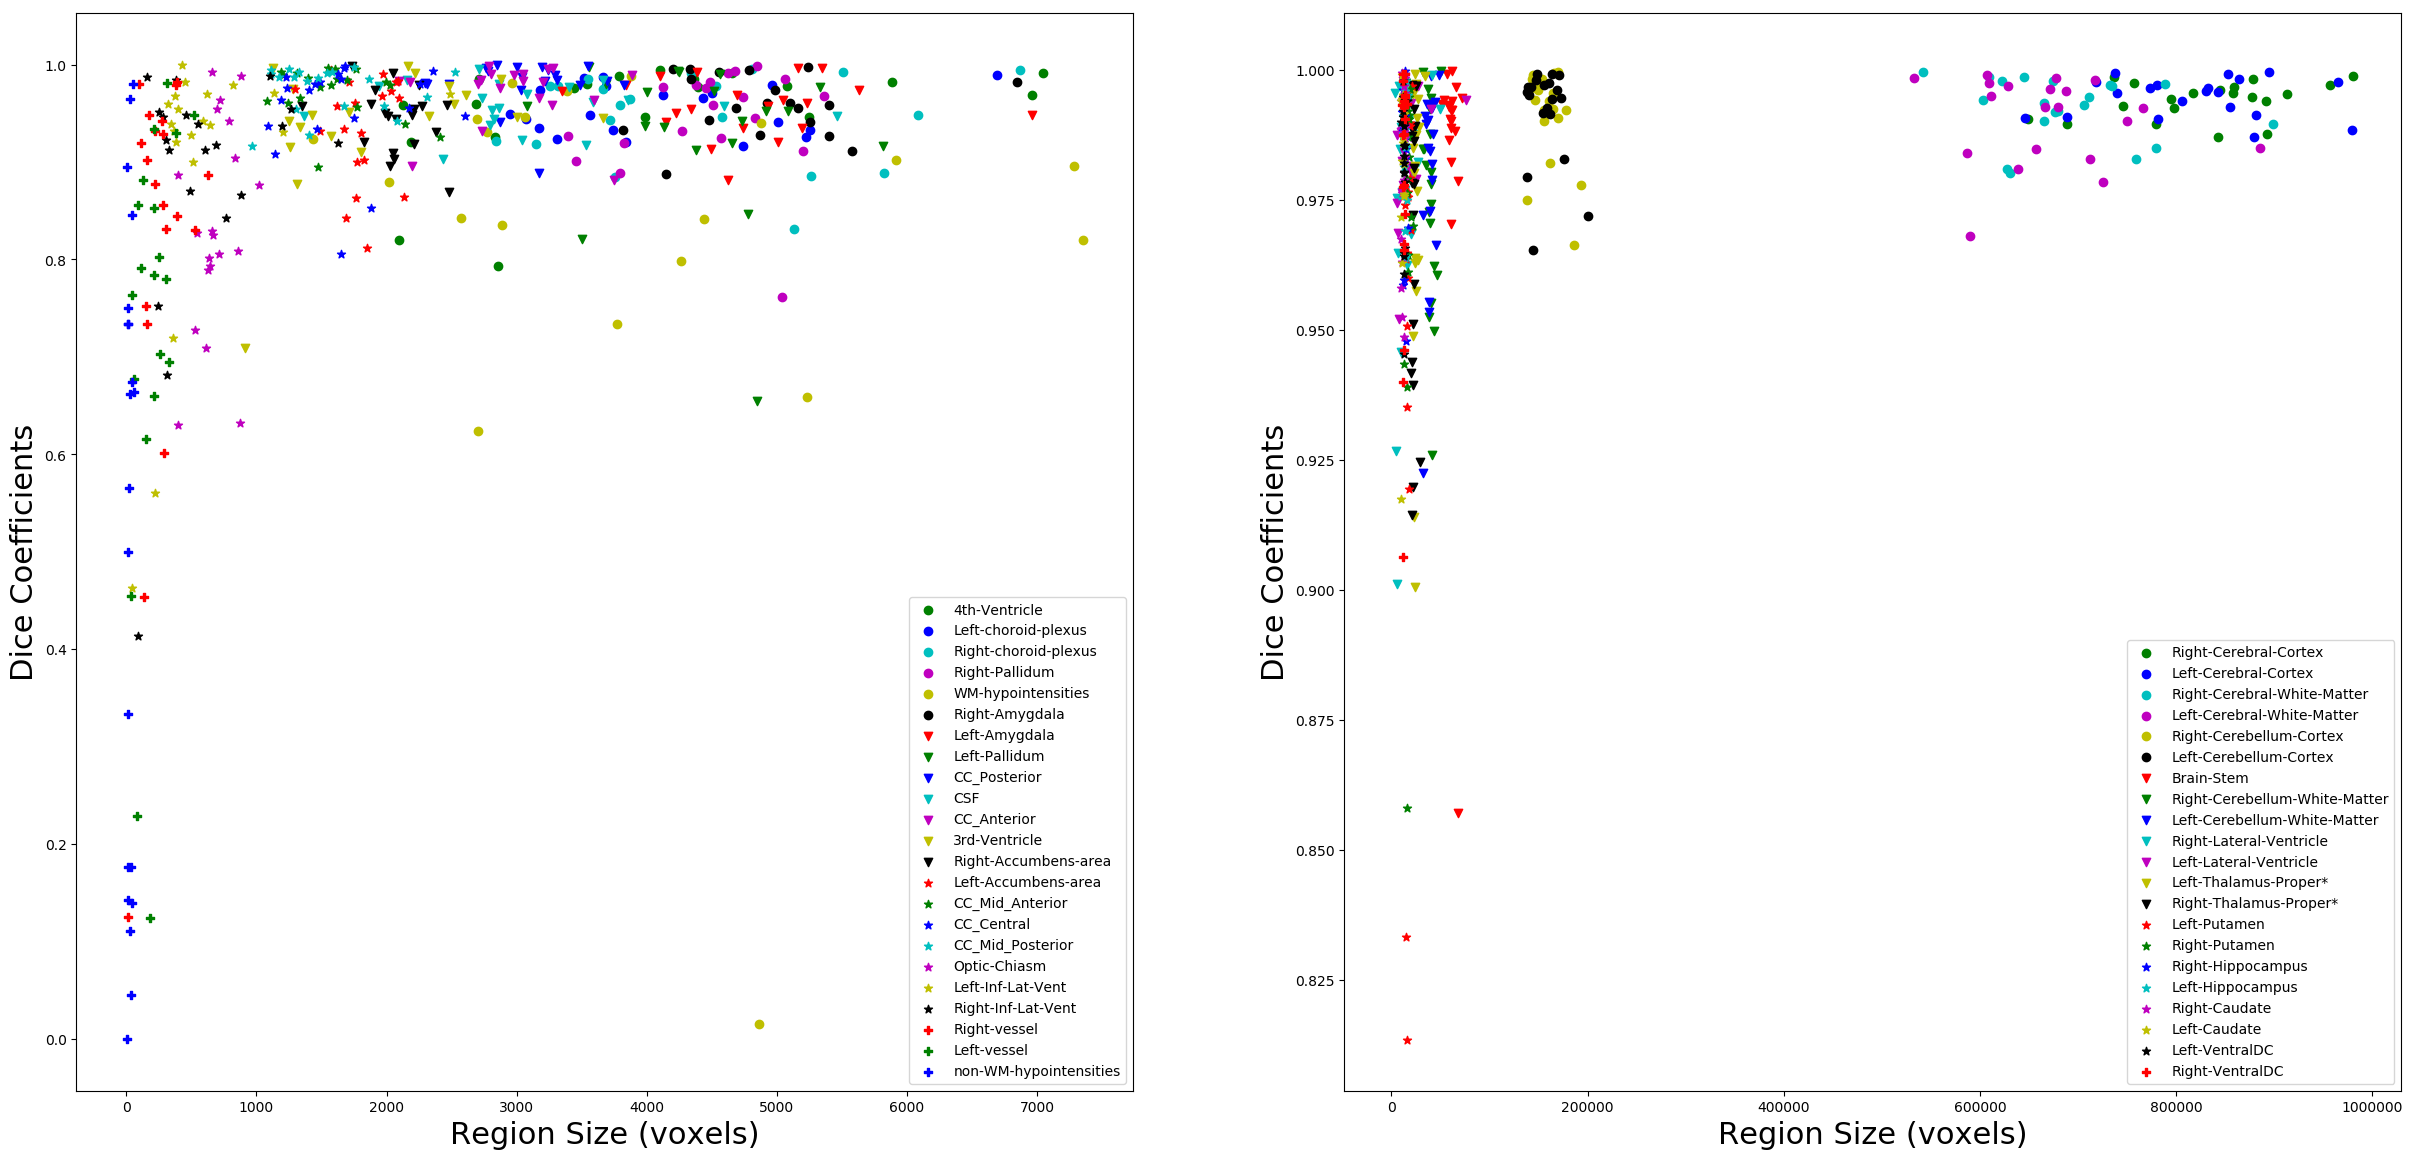 Dice Coefficients
1.0
0.8
0.6
0.4
0.2
0.0
4th-Ventricle
Left-choroid-plexus
Right-choroid-plexus
Right-Pallidum
WM-hypointensities
Right-Amygdala
Left-Amygdala
Left-Pallidum
CC_Posterior
CSF
CC_Anterior
3rd-Ventricle
Right-Accumbens-area
Left-Accumbens-area
CC_Mid_Anterior
CC_Central
CC_Mid_Posterior
Optic-Chiasm
Left-Inf-Lat-Vent
Right-Inf-Lat-Vent
Right-vessel
Left-vessel
non-WM-hypointensities
0 1000 2000 3000 4000 5000 6000 7000
Region Size (voxels)
Dice Coefficients
1.000
0.975
0.950
0.925
0.900
0.875
0.850
0.825
Right-Cerebral-Cortex
Left-Cerebral-Cortex
Right-Cerebral-White-Matter
Left-Cerebral-White-Matter
Right-Cerebellum-Cortex
Left-Cerebellum-Cortex
Brain-Stem
Right-Cerebellum-White-Matter
Left-Cerebellum-White-Matter
Right-Lateral-Ventricle
Left-Lateral-Ventricle
Left-Thalamus-Proper*
Right-Thalamus-Proper*
Left-Putamen
Right-Putamen
Right-Hippocampus
Left-Hippocampus
Right-Caudate
Left-Caudate
Left-VentralDC
Right-VentralDC
0 200000 400000 600000 800000 1000000
Region Size (voxels)